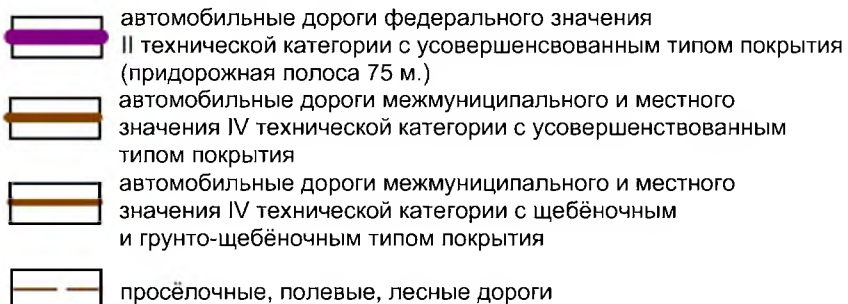 автомобильные дороги федерального значения
II технической категории с усовершенсвованным типом покрытия
(придорожная полоса 75 м.)
автомобильные дороги межмуниципального и местного
значения IV технической категории с усовершенствованным
типом покрытия
автомобильные дороги межмуниципального и местного
значения IV технической категории с щебёночным
и грунто-щебёночным типом покрытия
просёлочные, полевые, лесные дороги